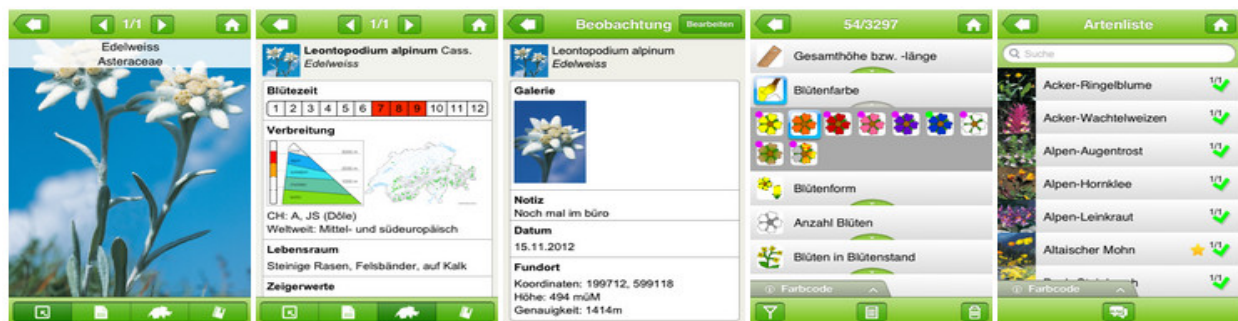 1/1
Edelweiss
Asteraceae
1/1
Leontopodium alpinum Cass.
Edelweiss
Blütezeit
1 2 3 4 5 6 7 8 9 10 11 12
Verbreitung
CH: A, JS (Dôle)
Weltweit: Mittel- und südeuropäisch
Lebensraum
Steinige Rasen, Felsbänder, auf Kalk
Zeigerwerte
Beobachtung
Bearbeiten
Leontopodium alpinum
Edelweiss
Galerie
Notiz
Noch mal im büro
Datum
15.11.2012
Fundort
Koordinaten: 199712, 599118
Höhe: 494 müM
Genauigkeit: 1414m
54/3297
Gesamthöhe bzw. -länge
Blütenfarbe
Blütenform
Anzahl Blüten
Blüten in Blütenstand
Farbcode
Artenliste
Suche
Acker-Ringelblume 1/1
Acker-Wachtelweizen 1/1
Alpen-Augentrost 1/1
Alpen-Hornklee 1/1
Alpen-Leinkraut 1/1
Altaischer Mohn 1/1
Farbcode